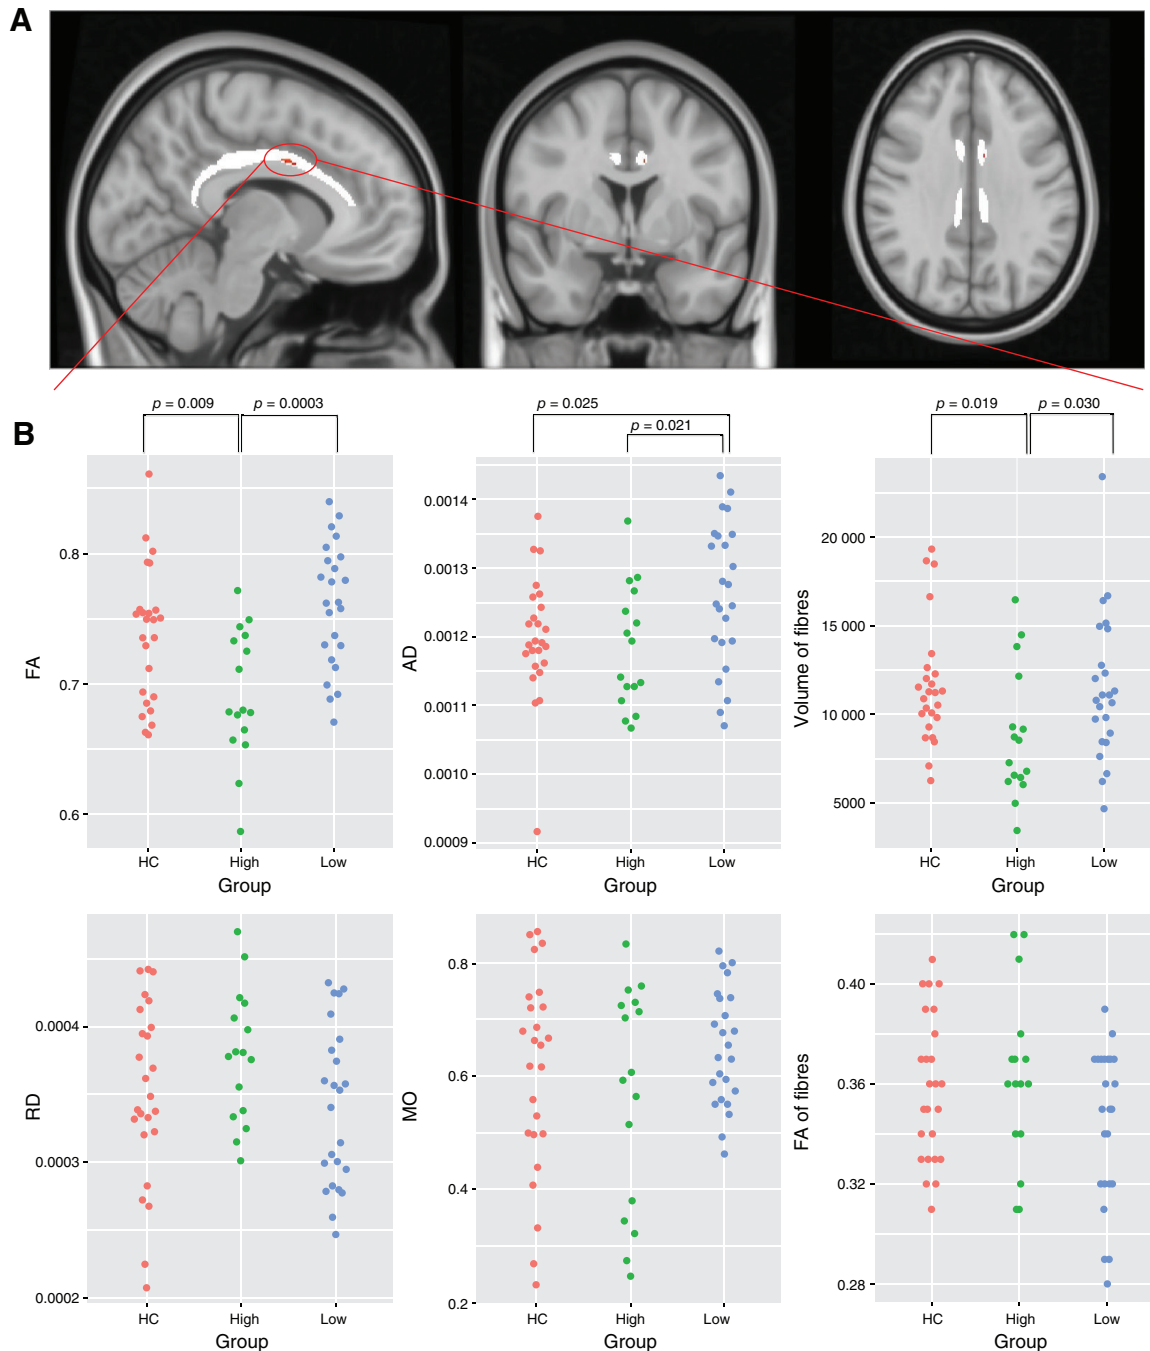 A
B
p = 0.009
p = 0.0003
FA
0.8
0.7
0.6
HC
High
Low
Group
p = 0.025
p = 0.021
AD
0.0014
0.0013
0.0012
0.0011
0.0010
0.0009
HC
High
Low
Group
p = 0.019
p = 0.030
Volume of fibres
20 000
15 000
10 000
5000
HC
High
Low
Group
RD
0.0004
0.0003
0.0002
HC
High
Low
Group
MO
0.8
0.6
0.4
0.2
HC
High
Low
Group
FA of fibres
0.40
0.36
0.32
0.28
HC
High
Low
Group